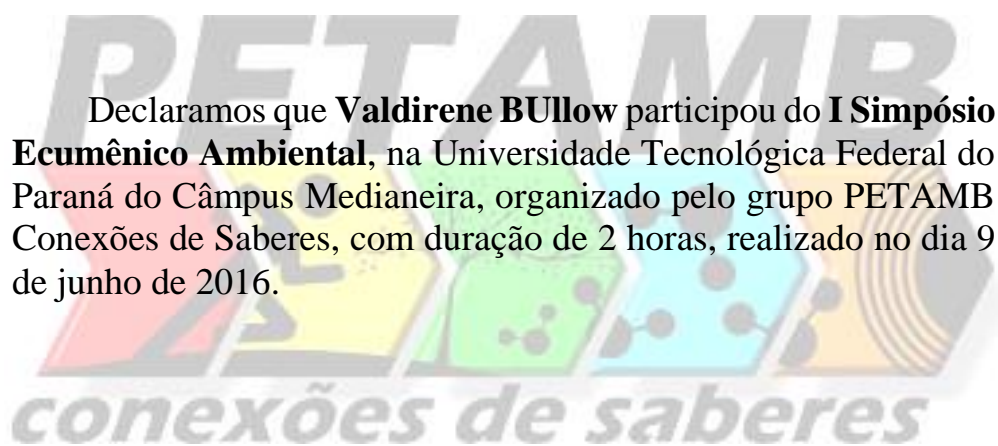 PETAMB
Declaramos que Valdirene BUllow participou do I Simpósio
Ecumênico Ambiental, na Universidade Tecnológica Federal do
Paraná do Câmpus Medianeira, organizado pelo grupo PETAMB
Conexões de Saberes, com duração de 2 horas, realizado no dia 9
de junho de 2016.
conexões de saberes